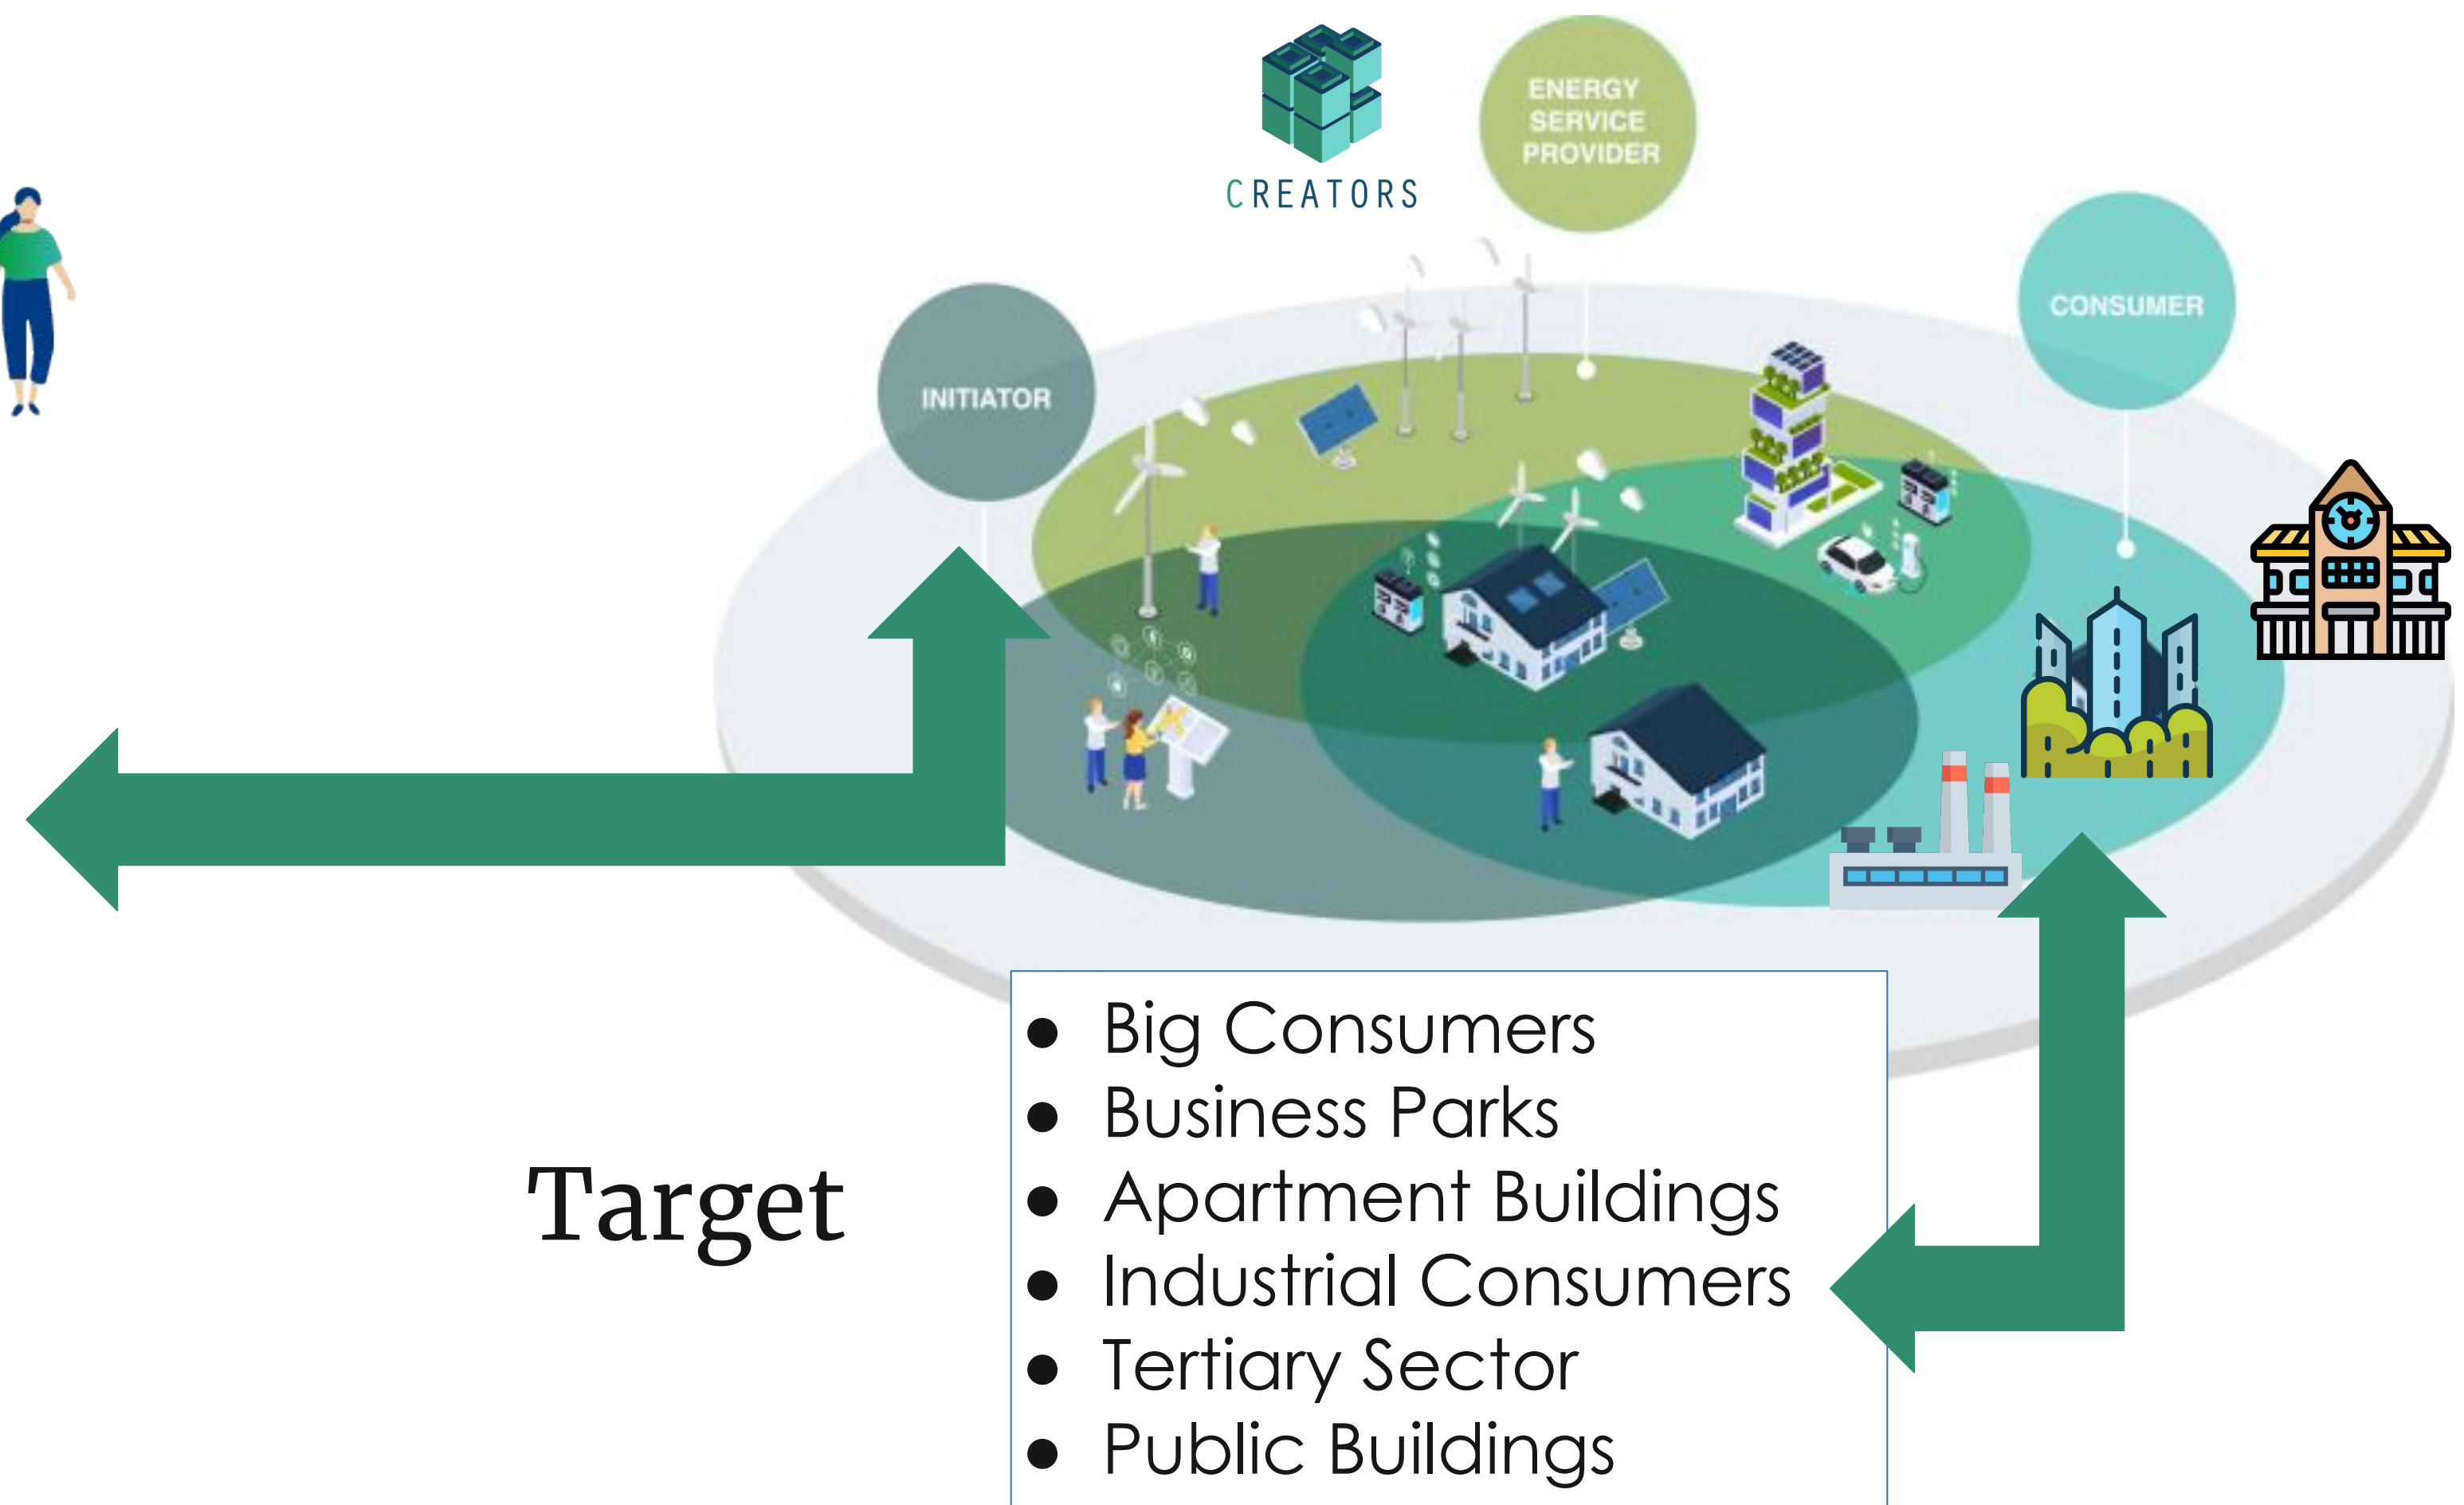 CREATORS
ENERGY
SERVICE
PROVIDER
CONSUMER
INITIATOR
Target
● Big Consumers
● Business Parks
● Apartment Buildings
● Industrial Consumers
● Tertiary Sector
● Public Buildings